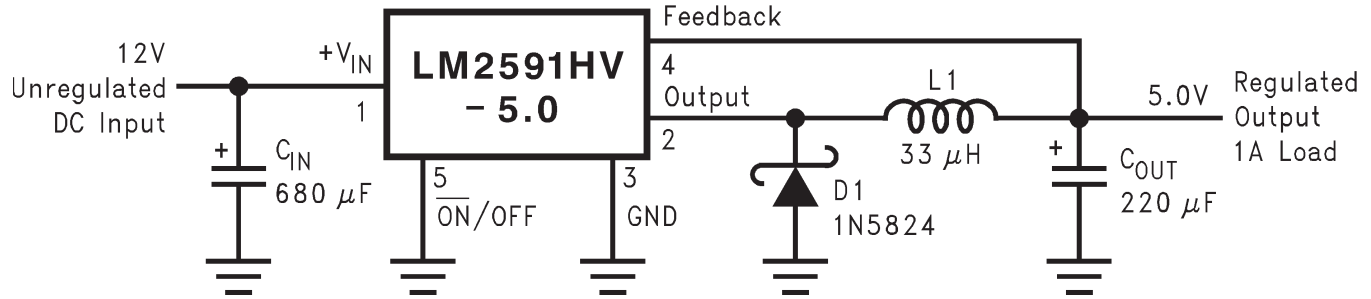 Feedback
12V
Unregulated
DC Input
+VIN
1
LM2591HV
- 5.0
4
Output
2
L1
33 μH
5.0V
Regulated
Output
1A Load
+
CIN
680 μF
5
ON/OFF
3
GND
D1
1N5824
+
COUT
220 μF